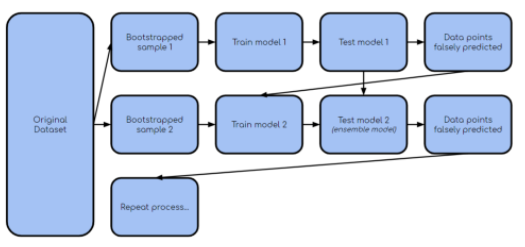 Bootstrapped
sample 1
Train model 1
Test model 1
Data points
falsely predicted
Original
Dataset
Bootstrapped
sample 2
Train model 2
Test model 2
(ensemble model)
Data points
falsely predicted
Repeat process...